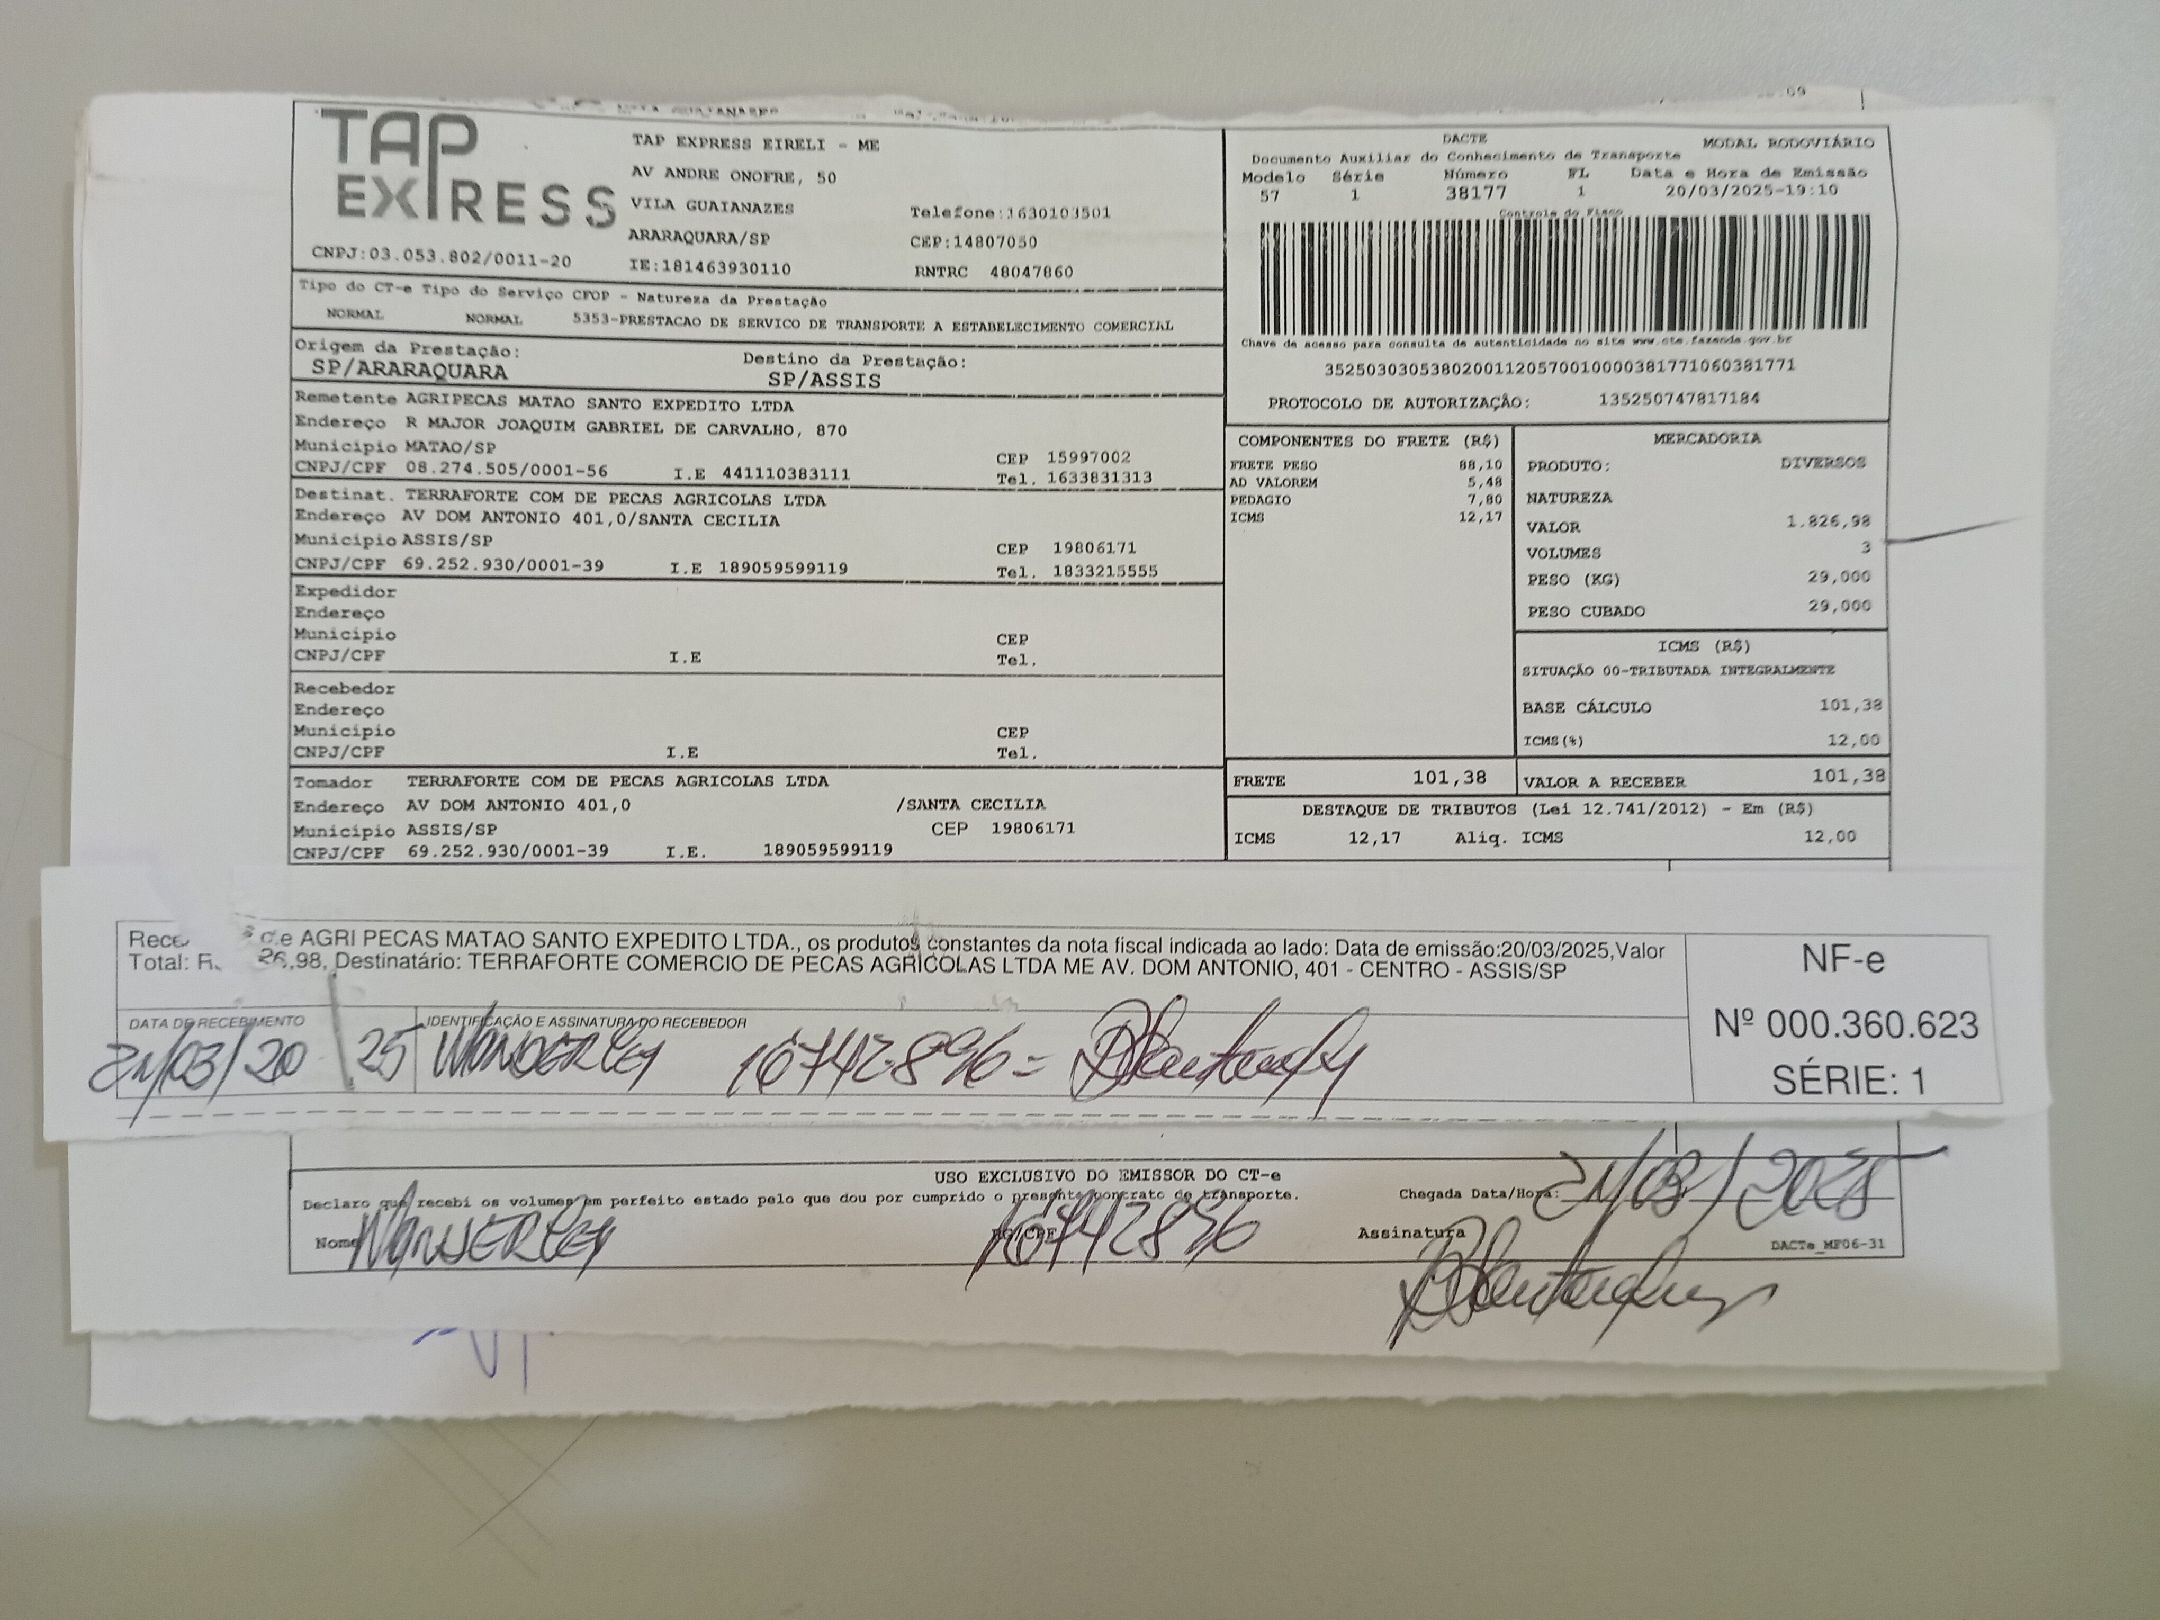 TAP
EXPRESS
CNPJ:03.053.802/0011-20
TAP EXPRESS EIRELI - ME
AV ANDRE ONOFRE, 50
VILA GUAIANAZES
ARARAQUARA/SP
IE:181463930110
Telefone:1630103501
CEP:14807050
RNTRC 48047860
DACTE MODAL RODOVIÁRIO
Documento Auxiliar do Conhecimento de Transporte
Modelo Série Número FL Data e Hora de Emissão
57 1 38177 1 20/03/2025-19:10
Controle do Fisco
Chave de acesso para consulta de autenticidade no site www.cte.fazenda.gov.br
35250303053802001120570010000381771060381771
PROTOCOLO DE AUTORIZAÇÃO: 135250747817184
Tipo do CT-e Tipo do Serviço CFOP - Natureza da Prestação
NORMAL NORMAL 5353-PRESTACAO DE SERVICO DE TRANSPORTE A ESTABELECIMENTO COMERCIAL
Origem da Prestação: Destino da Prestação:
SP/ARARAQUARA SP/ASSIS
Remetente AGRIPECAS MATAO SANTO EXPEDITO LTDA
Endereço R MAJOR JOAQUIM GABRIEL DE CARVALHO, 870
Municipio MATAO/SP CEP 15997002
CNPJ/CPF 08.274.505/0001-56 I.E 441110383111 Tel. 1633831313
Destinat. TERRAFORTE COM DE PECAS AGRICOLAS LTDA
Endereço AV DOM ANTONIO 401,0/SANTA CECILIA
Municipio ASSIS/SP CEP 19806171
CNPJ/CPF 69.252.930/0001-39 I.E 189059599119 Tel. 1833215555
Expedidor
Endereço
Municipio CEP
CNPJ/CPF I.E Tel.
Recebedor
Endereço
Municipio CEP
CNPJ/CPF I.E Tel.
Tomador TERRAFORTE COM DE PECAS AGRICOLAS LTDA
Endereço AV DOM ANTONIO 401,0 /SANTA CECILIA
Municipio ASSIS/SP CEP 19806171
CNPJ/CPF 69.252.930/0001-39 I.E. 189059599119
COMPONENTES DO FRETE (R$)
FRETE PESO 88,10
AD VALOREM 5,48
PEDAGIO 7,80
ICMS 12,17
MERCADORIA
PRODUTO: DIVERSOS
NATUREZA
VALOR 1.826,98
VOLUMES 3
PESO (KG) 29,000
PESO CUBADO 29,000
ICMS (R$)
SITUAÇÃO 00-TRIBUTADA INTEGRALMENTE
BASE CÁLCULO 101,38
ICMS(%) 12,00
FRETE 101,38 VALOR A RECEBER 101,38
DESTAQUE DE TRIBUTOS (Lei 12.741/2012) - Em (R$)
ICMS 12,17 Aliq. ICMS 12,00
AGRI PECAS MATAO SANTO EXPEDITO LTDA., os produtos constantes da nota fiscal indicada ao lado: Data de emissão:20/03/2025,Valor
Total: 26,98, Destinatário: TERRAFORTE COMERCIO DE PECAS AGRICOLAS LTDA ME AV. DOM ANTONIO, 401 - CENTRO - ASSIS/SP
DATA DE RECEBIMENTO IDENTIFICAÇÃO E ASSINATURA DO RECEBEDOR
21/03/2025 WANDERLEY 16742896
NF-e
Nº 000.360.623
SÉRIE: 1
USO EXCLUSIVO DO EMISSOR DO CT-e
Declaro que recebi os volumes em perfeito estado pelo que dou por cumprido o presente contrato de transporte.
Chegada Data/Hora: 21/03/2025
Nome WANDERLEY RG/CPF 16742896 Assinatura
DACTe_MF06-31